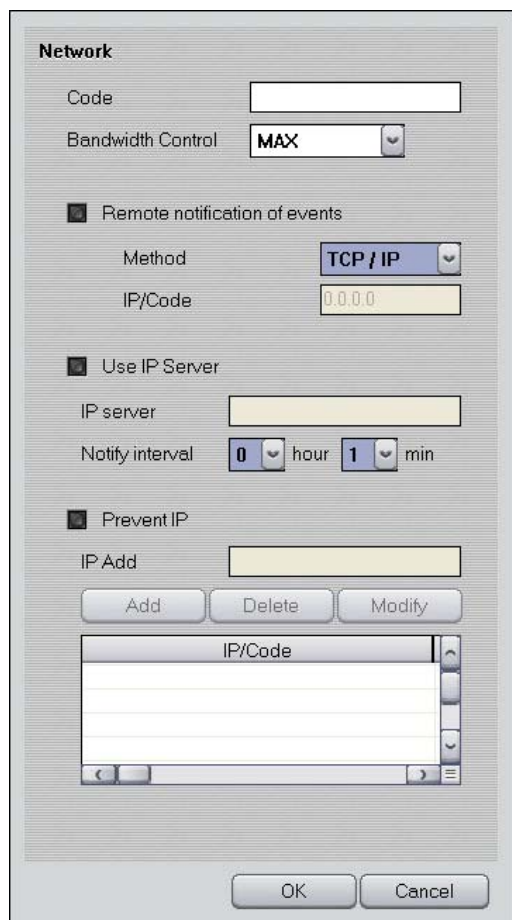 Network
Code
Bandwidth Control MAX
Remote notification of events
Method TCP / IP
IP/Code 0.0.0.0
Use IP Server
IP server
Notify interval 0 hour 1 min
Prevent IP
IP Add
Add Delete Modify
IP/Code
OK Cancel